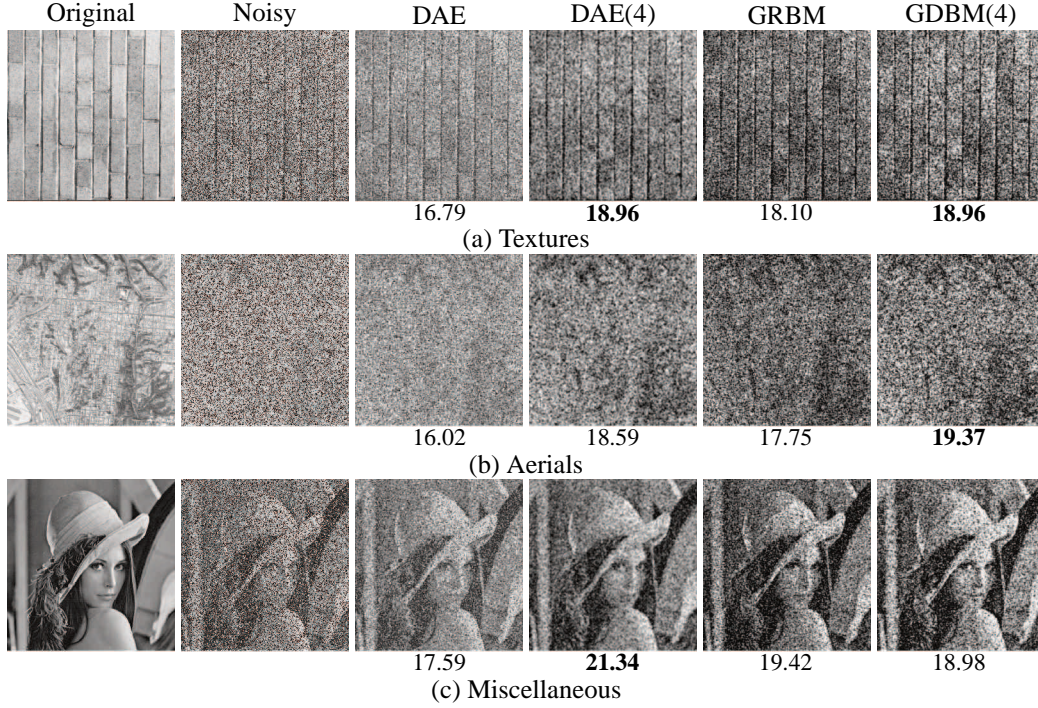 Original Noisy DAE DAE(4) GRBM GDBM(4)
16.79 18.96 18.10 18.96
(a) Textures
16.02 18.59 17.75 19.37
(b) Aerials
17.59 21.34 19.42 18.98
(c) Miscellaneous